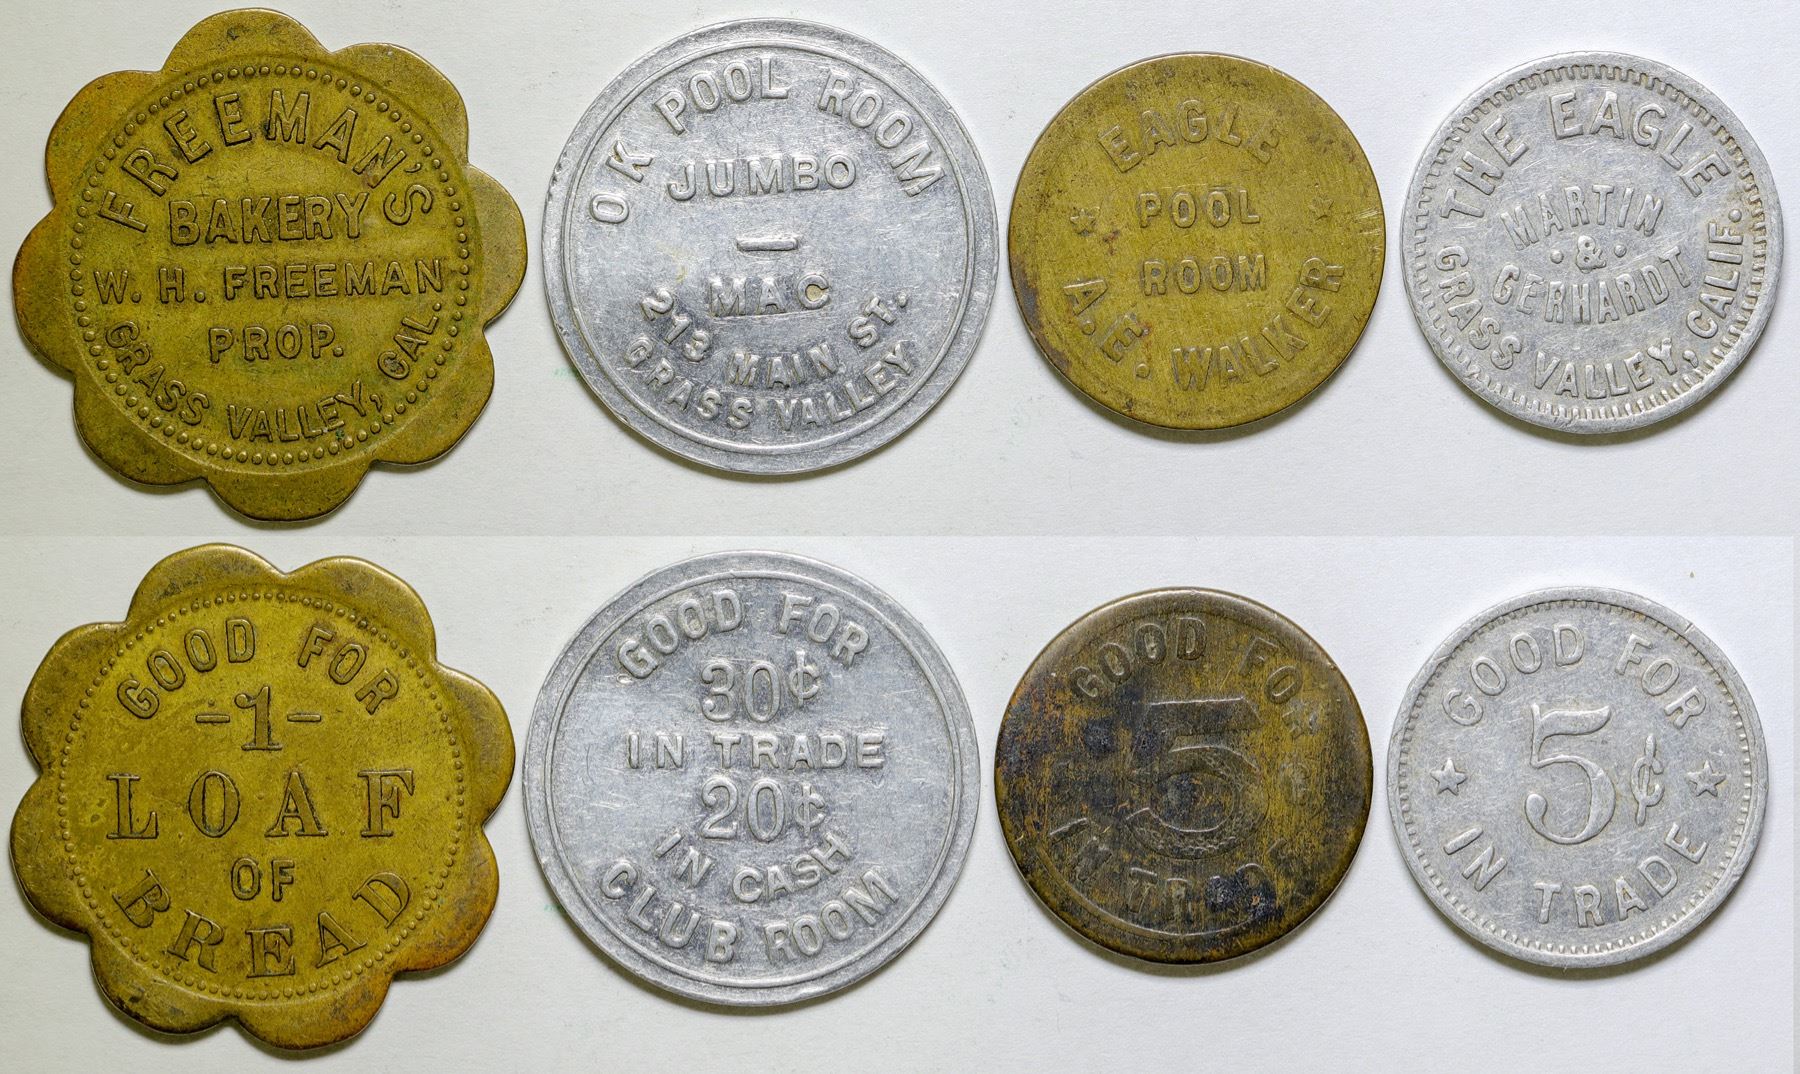 FREEMAN'S
BAKERY
W. H. FREEMAN
PROP.
GRASS VALLEY, CAL.
OK POOL ROOM
JUMBO
—
MAC
213 MAIN ST.
GRASS VALLEY
EAGLE
POOL
ROOM
A.E. WALKER
THE EAGLE
MARTIN
·&·
GERHARDT
GRASS VALLEY, CALIF.
GOOD FOR
-1-
LOAF
OF
BREAD
GOOD FOR
30¢
IN TRADE
20¢
IN CASH
CLUB ROOM
GOOD FOR
5
IN TRADE
GOOD FOR
5¢
IN TRADE